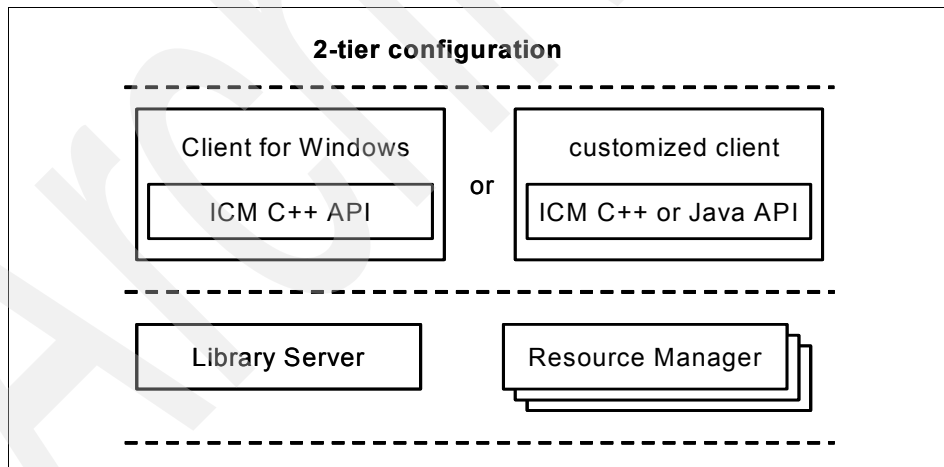 2-tier configuration
Client for Windows
ICM C++ API
or
customized client
ICM C++ or Java API
Library Server
Resource Manager